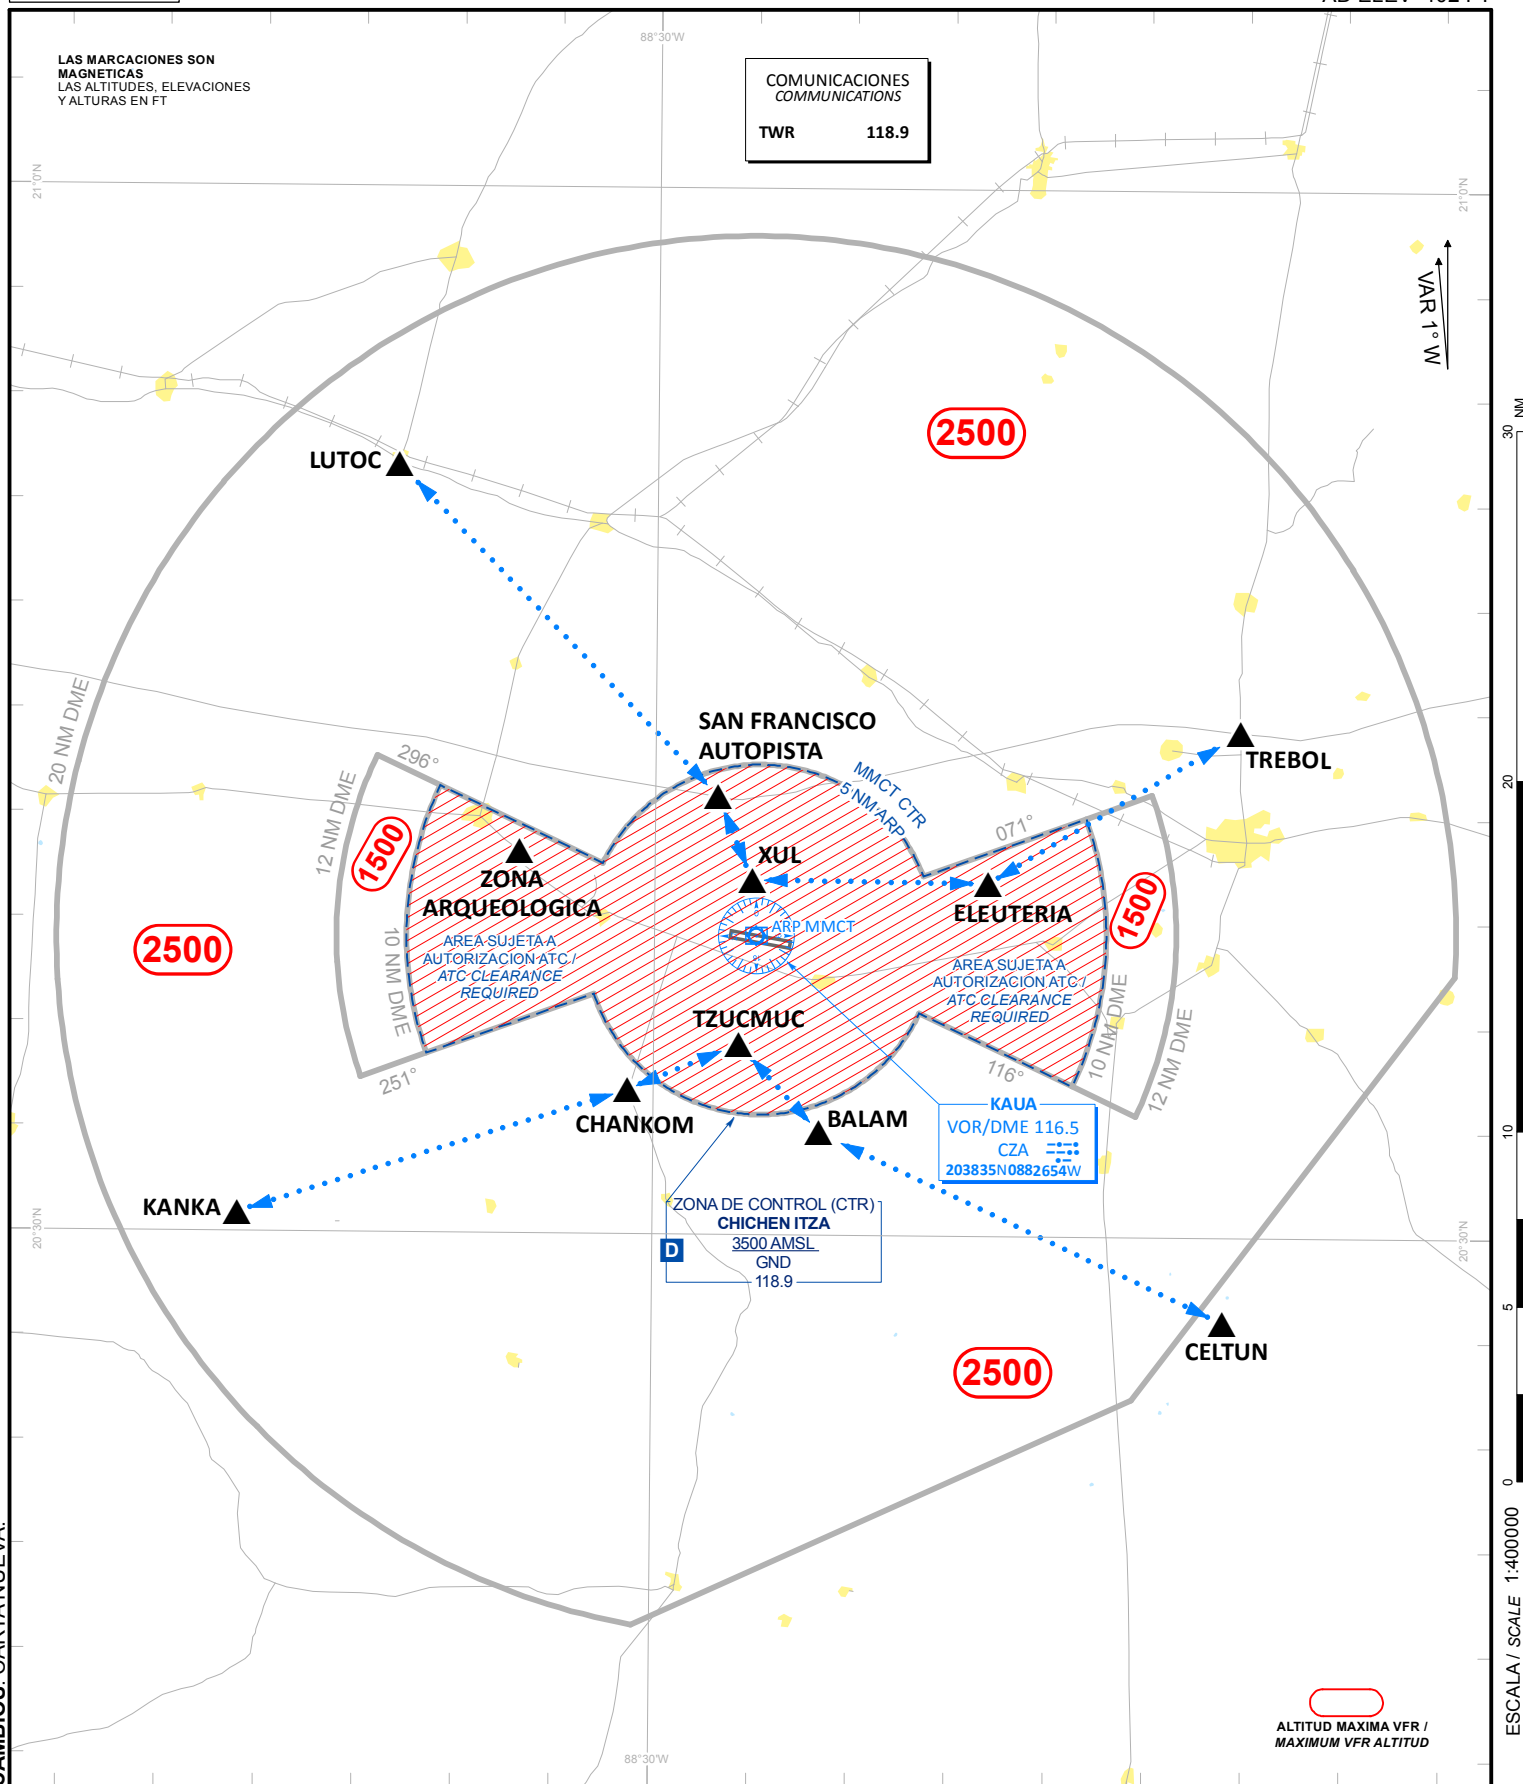 88°30'W
LAS MARCACIONES SON
MAGNETICAS
LAS ALTITUDES, ELEVACIONES
Y ALTURAS EN FT
COMUNICACIONES
COMMUNICATIONS
TWR 118.9
21°0'N
21°0'N
VAR 1° W
2500
NM
30
LUTOC
20 NM DME
SAN FRANCISCO
AUTOPISTA
TREBOL
296°
MMCT CTR
5 NM ARP
20
12 NM DME
1500
071°
XUL
ZONA
ARQUEOLOGICA
ELEUTERIA
1500
ARP MMCT
2500
10 NM DME
AREA SUJETA A
AUTORIZACION ATC /
ATC CLEARANCE
REQUIRED
AREA SUJETA A
AUTORIZACION ATC /
ATC CLEARANCE
REQUIRED
10 NM DME
12 NM DME
TZUCMUC
251°
116°
CHANKOM
BALAM
KAUA
VOR/DME 116.5
CZA
203835N0882654W
10
KANKA
20°30'N
20°30'N
ZONA DE CONTROL (CTR)
CHICHEN ITZA
D
3500 AMSL
GND
118.9
5
CELTUN
2500
0
ESCALA / SCALE 1:400000
ALTITUD MAXIMA VFR /
MAXIMUM VFR ALTITUD
88°30'W